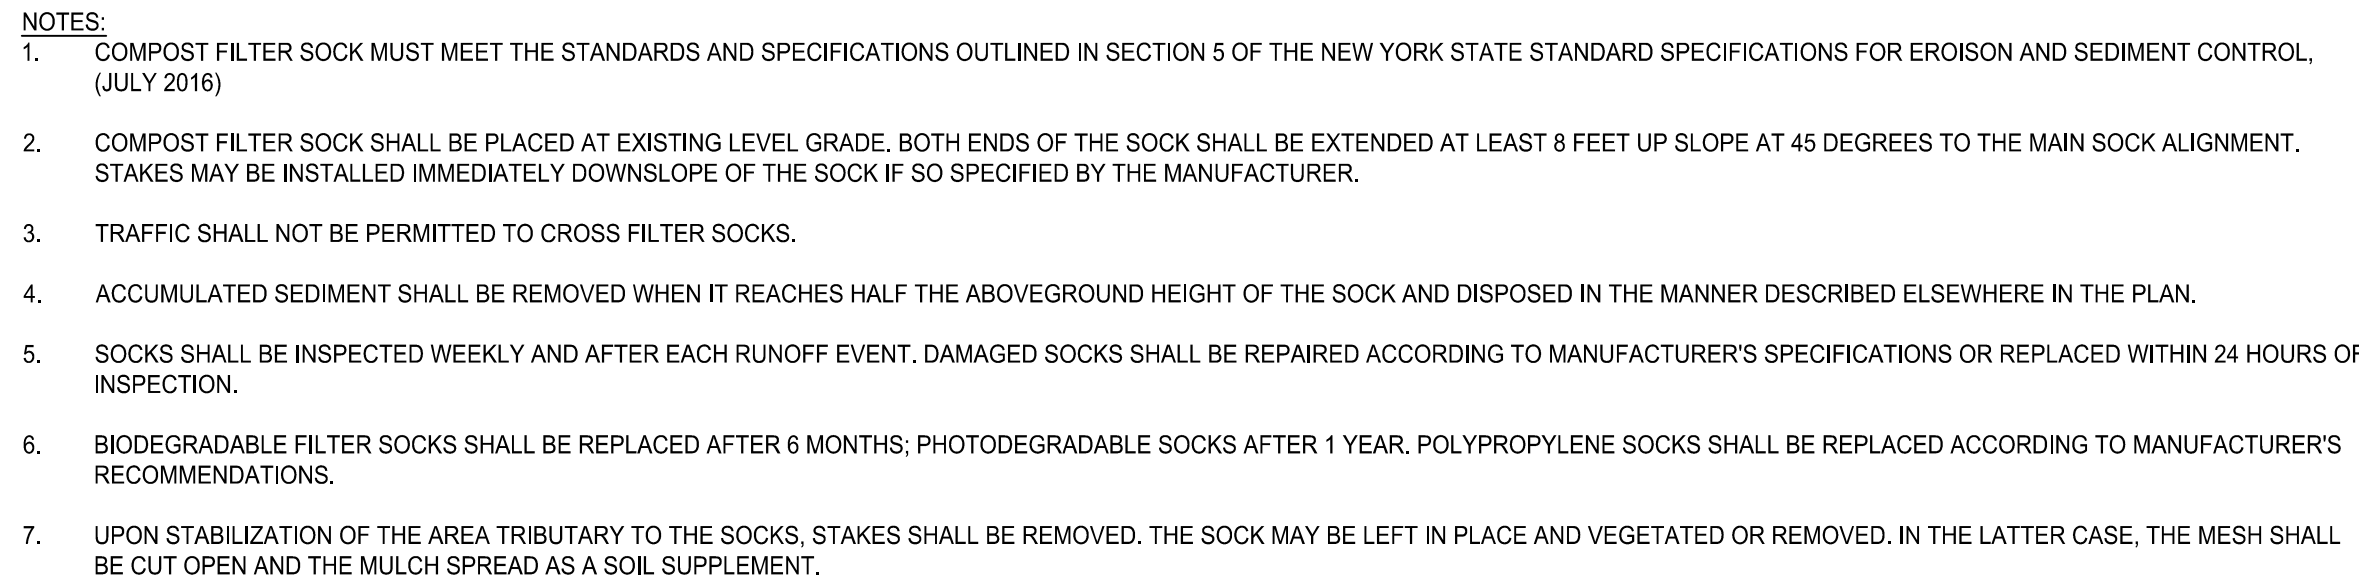 NOTES:
1. COMPOST FILTER SOCK MUST MEET THE STANDARDS AND SPECIFICATIONS OUTLINED IN SECTION 5 OF THE NEW YORK STATE STANDARD SPECIFICATIONS FOR EROISON AND SEDIMENT CONTROL,
(JULY 2016)
2. COMPOST FILTER SOCK SHALL BE PLACED AT EXISTING LEVEL GRADE. BOTH ENDS OF THE SOCK SHALL BE EXTENDED AT LEAST 8 FEET UP SLOPE AT 45 DEGREES TO THE MAIN SOCK ALIGNMENT.
STAKES MAY BE INSTALLED IMMEDIATELY DOWNSLOPE OF THE SOCK IF SO SPECIFIED BY THE MANUFACTURER.
3. TRAFFIC SHALL NOT BE PERMITTED TO CROSS FILTER SOCKS.
4. ACCUMULATED SEDIMENT SHALL BE REMOVED WHEN IT REACHES HALF THE ABOVEGROUND HEIGHT OF THE SOCK AND DISPOSED IN THE MANNER DESCRIBED ELSEWHERE IN THE PLAN.
5. SOCKS SHALL BE INSPECTED WEEKLY AND AFTER EACH RUNOFF EVENT. DAMAGED SOCKS SHALL BE REPAIRED ACCORDING TO MANUFACTURER'S SPECIFICATIONS OR REPLACED WITHIN 24 HOURS OF
INSPECTION.
6. BIODEGRADABLE FILTER SOCKS SHALL BE REPLACED AFTER 6 MONTHS; PHOTODEGRADABLE SOCKS AFTER 1 YEAR. POLYPROPYLENE SOCKS SHALL BE REPLACED ACCORDING TO MANUFACTURER'S
RECOMMENDATIONS.
7. UPON STABILIZATION OF THE AREA TRIBUTARY TO THE SOCKS, STAKES SHALL BE REMOVED. THE SOCK MAY BE LEFT IN PLACE AND VEGETATED OR REMOVED. IN THE LATTER CASE, THE MESH SHALL
BE CUT OPEN AND THE MULCH SPREAD AS A SOIL SUPPLEMENT.